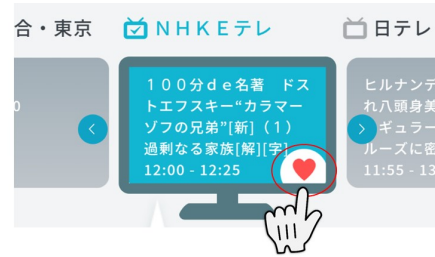 合・東京
NHKEテレ
日テレ
100分de名著 ドス
トエフスキー“カラマー
ゾフの兄弟”[新](1)
過剰なる家族[解][字]
12:00 - 12:25
0
ヒルナンデ
れ八頭身美
ギュラー
ルーズに密
11:55 - 13